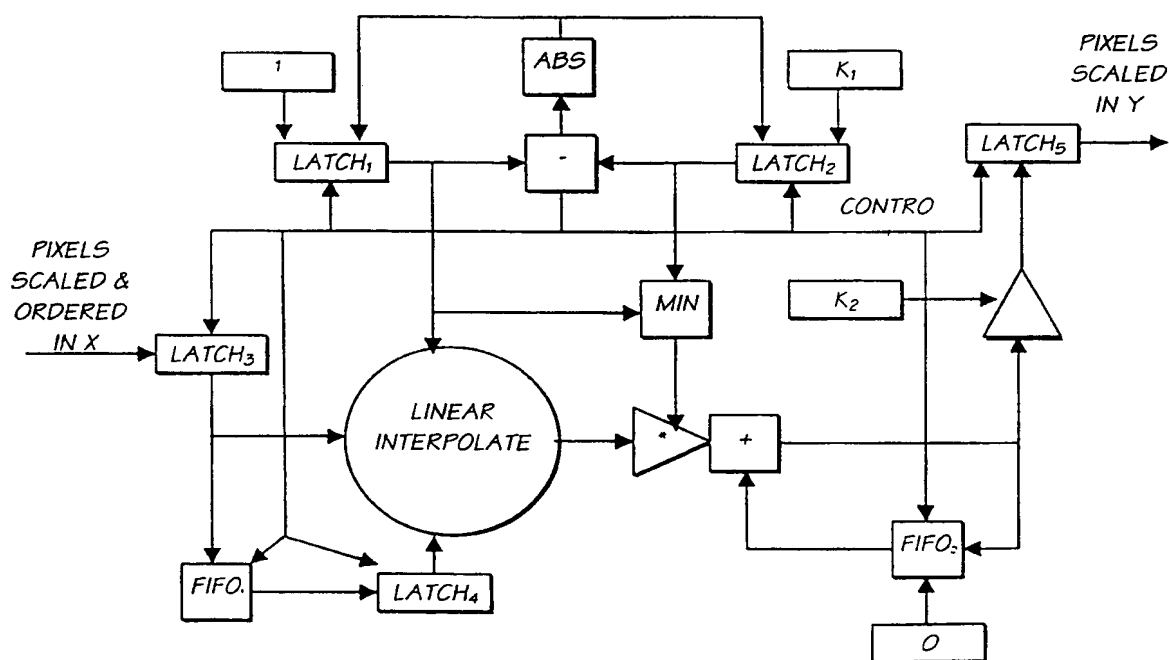 PIXELS
SCALED
IN Y
1
ABS
K₁
LATCH₁
-
LATCH₂
LATCH₅
CONTRO
PIXELS
SCALED &
ORDERED
IN X
MIN
K₂
LATCH₃
LINEAR
INTERPOLATE
*
+
FIFO₂
FIFO.
LATCH₄
0